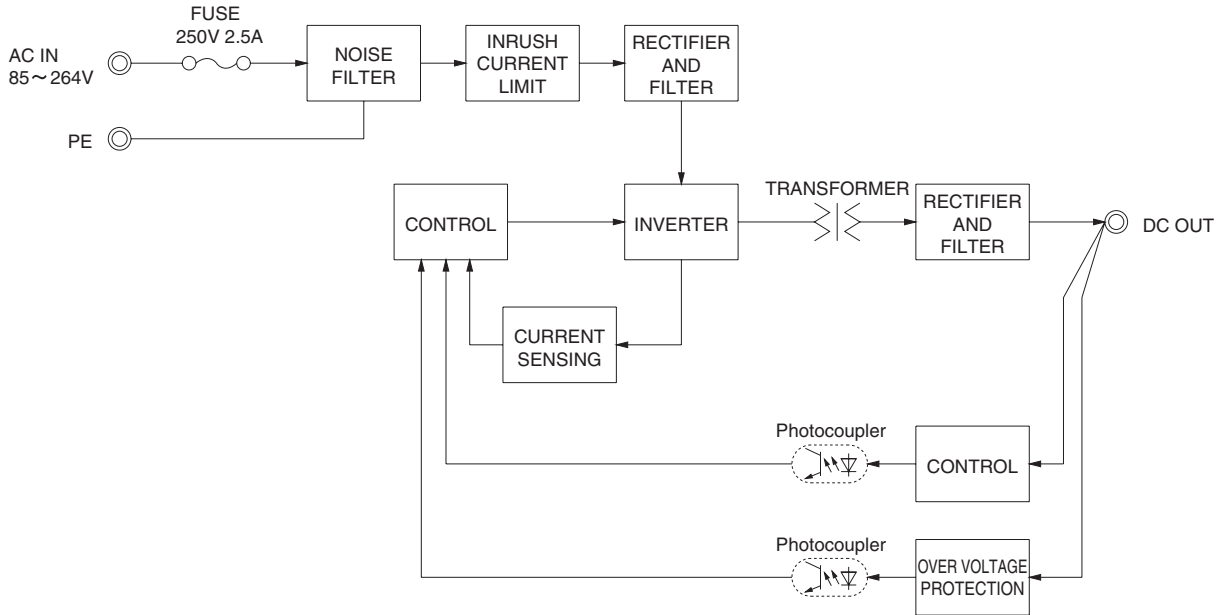 FUSE
250V 2.5A
AC IN
85～264V
NOISE
FILTER
INRUSH
CURRENT
LIMIT
RECTIFIER
AND
FILTER
PE
CONTROL
INVERTER
TRANSFORMER
RECTIFIER
AND
FILTER
DC OUT
CURRENT
SENSING
Photocoupler
CONTROL
Photocoupler
OVER VOLTAGE
PROTECTION